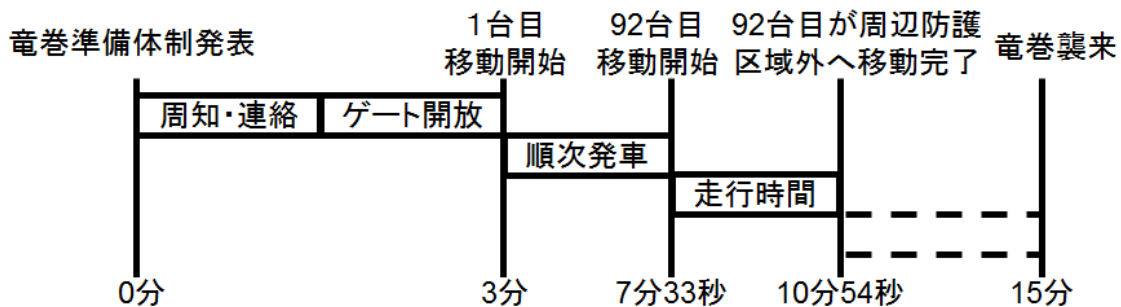 竜巻準備体制発表
1台目
移動開始
92台目
移動開始
92台目が周辺防護
区域外へ移動完了
竜巻襲来
周知・連絡
ゲート開放
順次発車
走行時間
0分
3分
7分33秒
10分54秒
15分